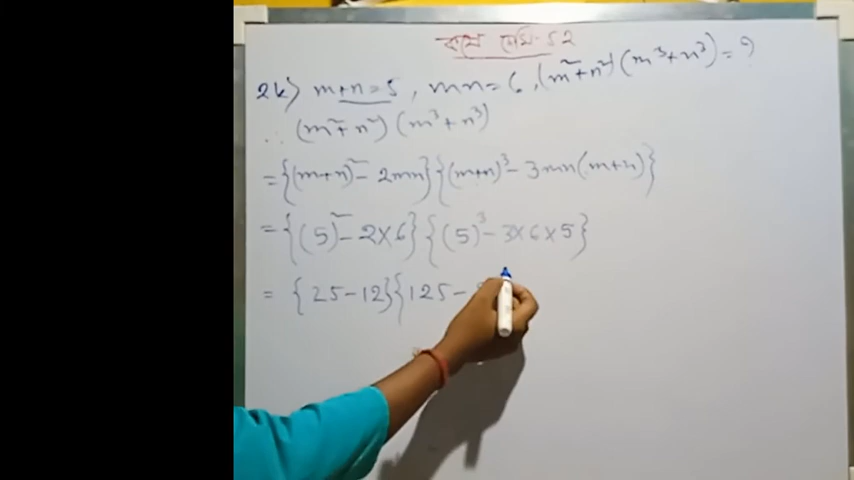 কষে দেখি-5.2
2k) m+n = 5, mn = 6, (m²+n²) (m³+n³) = ?
∴ (m²+n²) (m³+n³)
= {(m+n)² - 2mn} {(m+n)³ - 3mn(m+n)}
= {(5)² - 2×6} {(5)³ - 3×6×5}
= {25-12} {125-